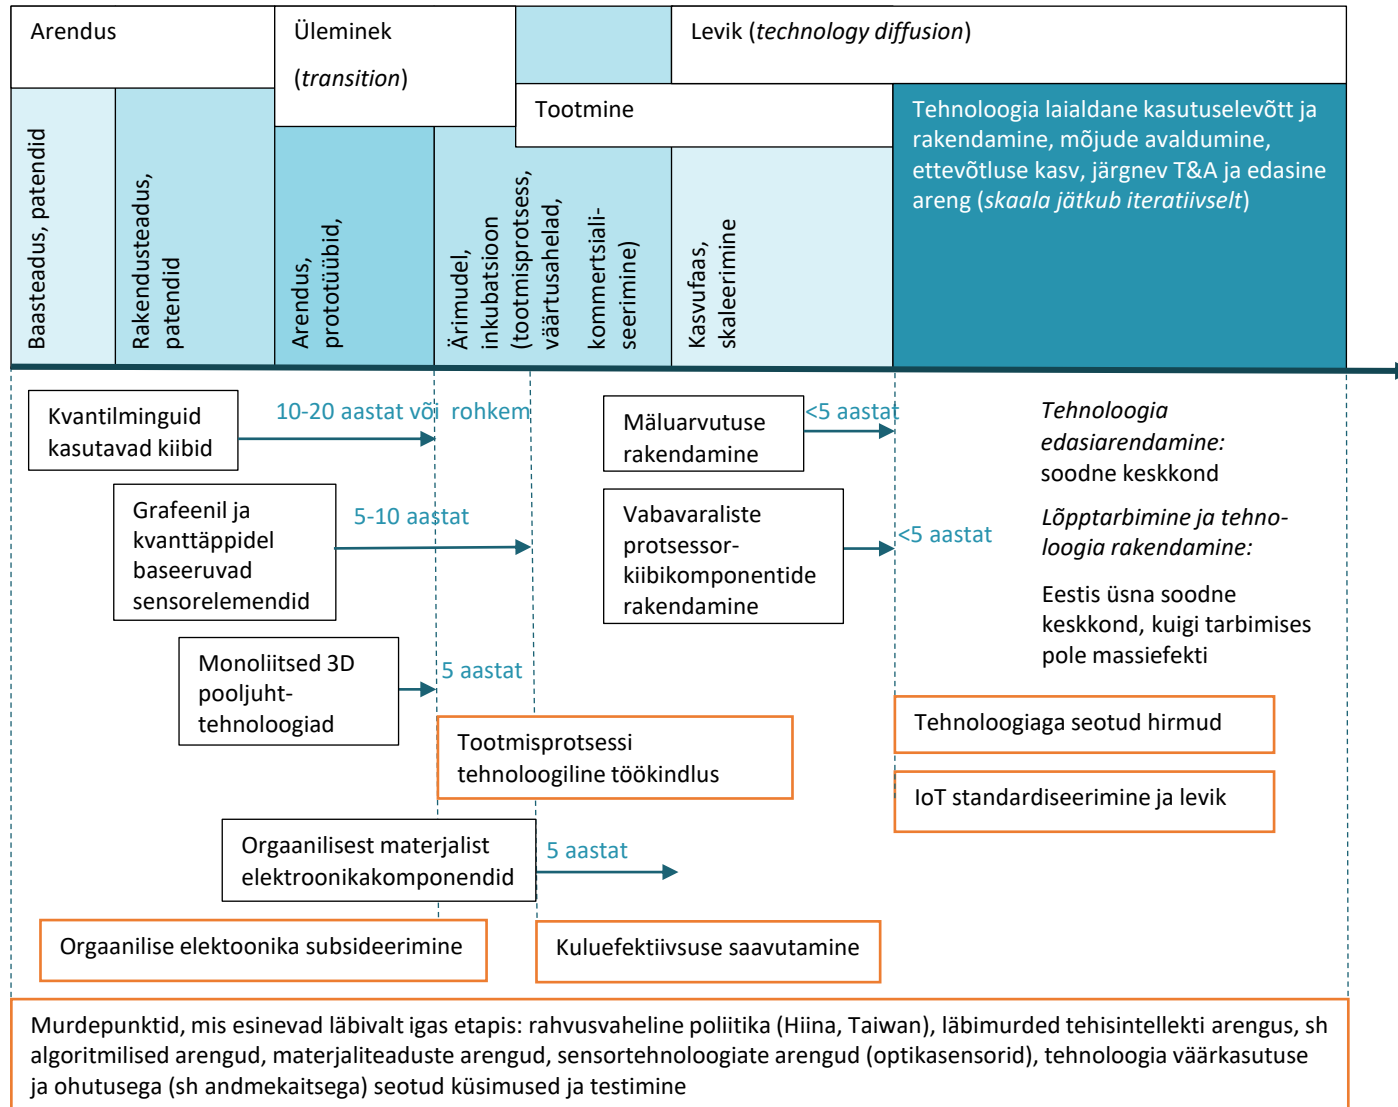 Arendus
Üleminek
(transition)
Levik (technology diffusion)
Tootmine
Baasteadus, patendid
Rakendusteadus,
patendid
Arendus,
prototüübid,
Ärimudel,
inkubatsioon
(tootmisprotsess,
väärtusahelad,
kommertsiali-
seerimine)
Kasvufaas,
skaleerimine
Tehnoloogia laialdane kasutuselevõtt ja
rakendamine, mõjude avaldumine,
ettevõtluse kasv, järgnev T&A ja edasine
areng (skaala jätkub iteratiivselt)
Kvantilminguid
kasutavad kiibid
10-20 aastat või rohkem
Mäluarvutuse
rakendamine
<5 aastat
Tehnoloogia
edasiarendamine:
soodne keskkond
Grafeenil ja
kvanttäppidel
baseeruvad
sensorelemendid
5-10 aastat
Vabavaraliste
protsessor-
kiibikomponentide
rakendamine
<5 aastat
Lõpptarbimine ja tehno-
loogia rakendamine:
Eestis üsna soodne
keskkond, kuigi tarbimises
pole massiefekti
Monoliitsed 3D
pooljuht-
tehnoloogiad
5 aastat
Tootmisprotsessi
tehnoloogiline töökindlus
Tehnoloogiaga seotud hirmud
IoT standardiseerimine ja levik
Orgaanilisest materjalist
elektroonikakomponendid
5 aastat
Orgaanilise elektoonika subsideerimine
Kuluefektiivsuse saavutamine
Murdepunktid, mis esinevad läbivalt igas etapis: rahvusvaheline poliitika (Hiina, Taiwan), läbimurded tehisintellekti arengus, sh
algoritmilised arengud, materjaliteaduste arengud, sensortehnoloogiate arengud (optikasensorid), tehnoloogia väärkasutuse
ja ohutusega (sh andmekaitsega) seotud küsimused ja testimine